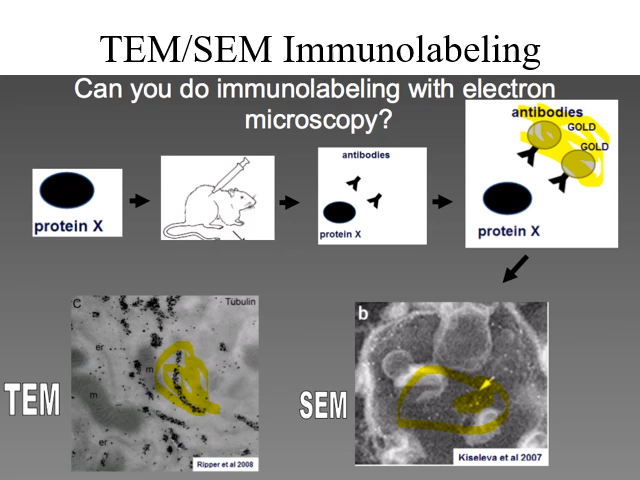 TEM/SEM Immunolabeling
Can you do immunolabeling with electron
microscopy?
protein X
antibodies
protein X
antibodies
GOLD
GOLD
protein X
TEM
C
Tubulin
er
m
m
er
Ripper et al 2008
SEM
b
Kiseleva et al 2007